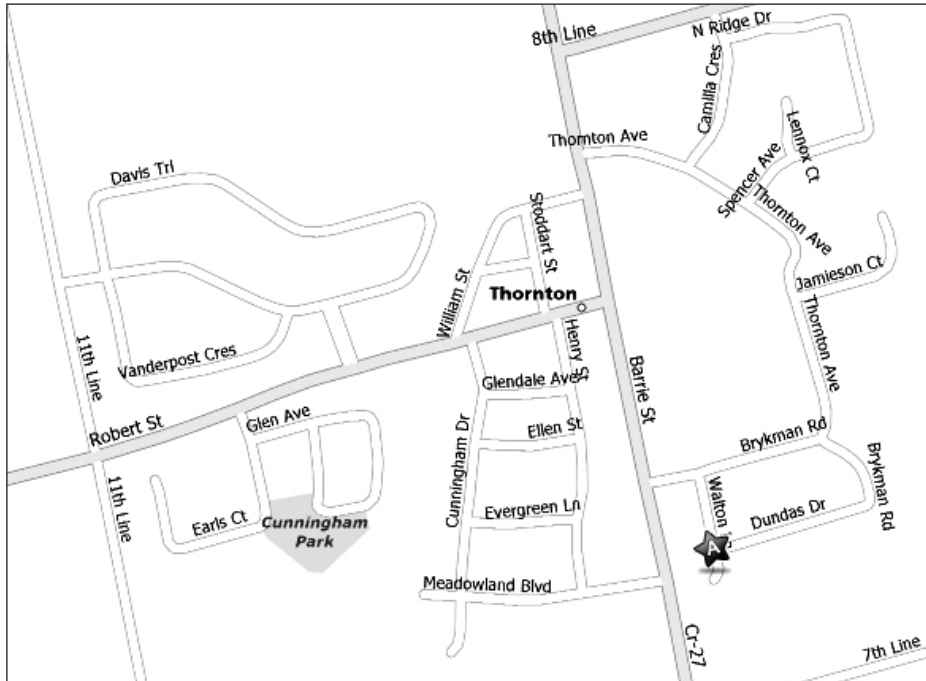 8th Line
N Ridge Dr
Camilla Cres
Thornton Ave
Lennox Ct
Spencer Ave
Davis Trl
Thornton Ave
Stoddart St
Jamieson Ct
William St
Thornton
Thornton Ave
Henry St
11th Line
Vanderpost Cres
Barrie St
Glendale Ave
Robert St
Glen Ave
Ellen St
Brykman Rd
Brykman Rd
Cunningham Dr
11th Line
Walton
Evergreen Ln
Dundas Dr
Earls Ct
Cunningham
Park
A
Meadowland Blvd
Cr-27
7th Line